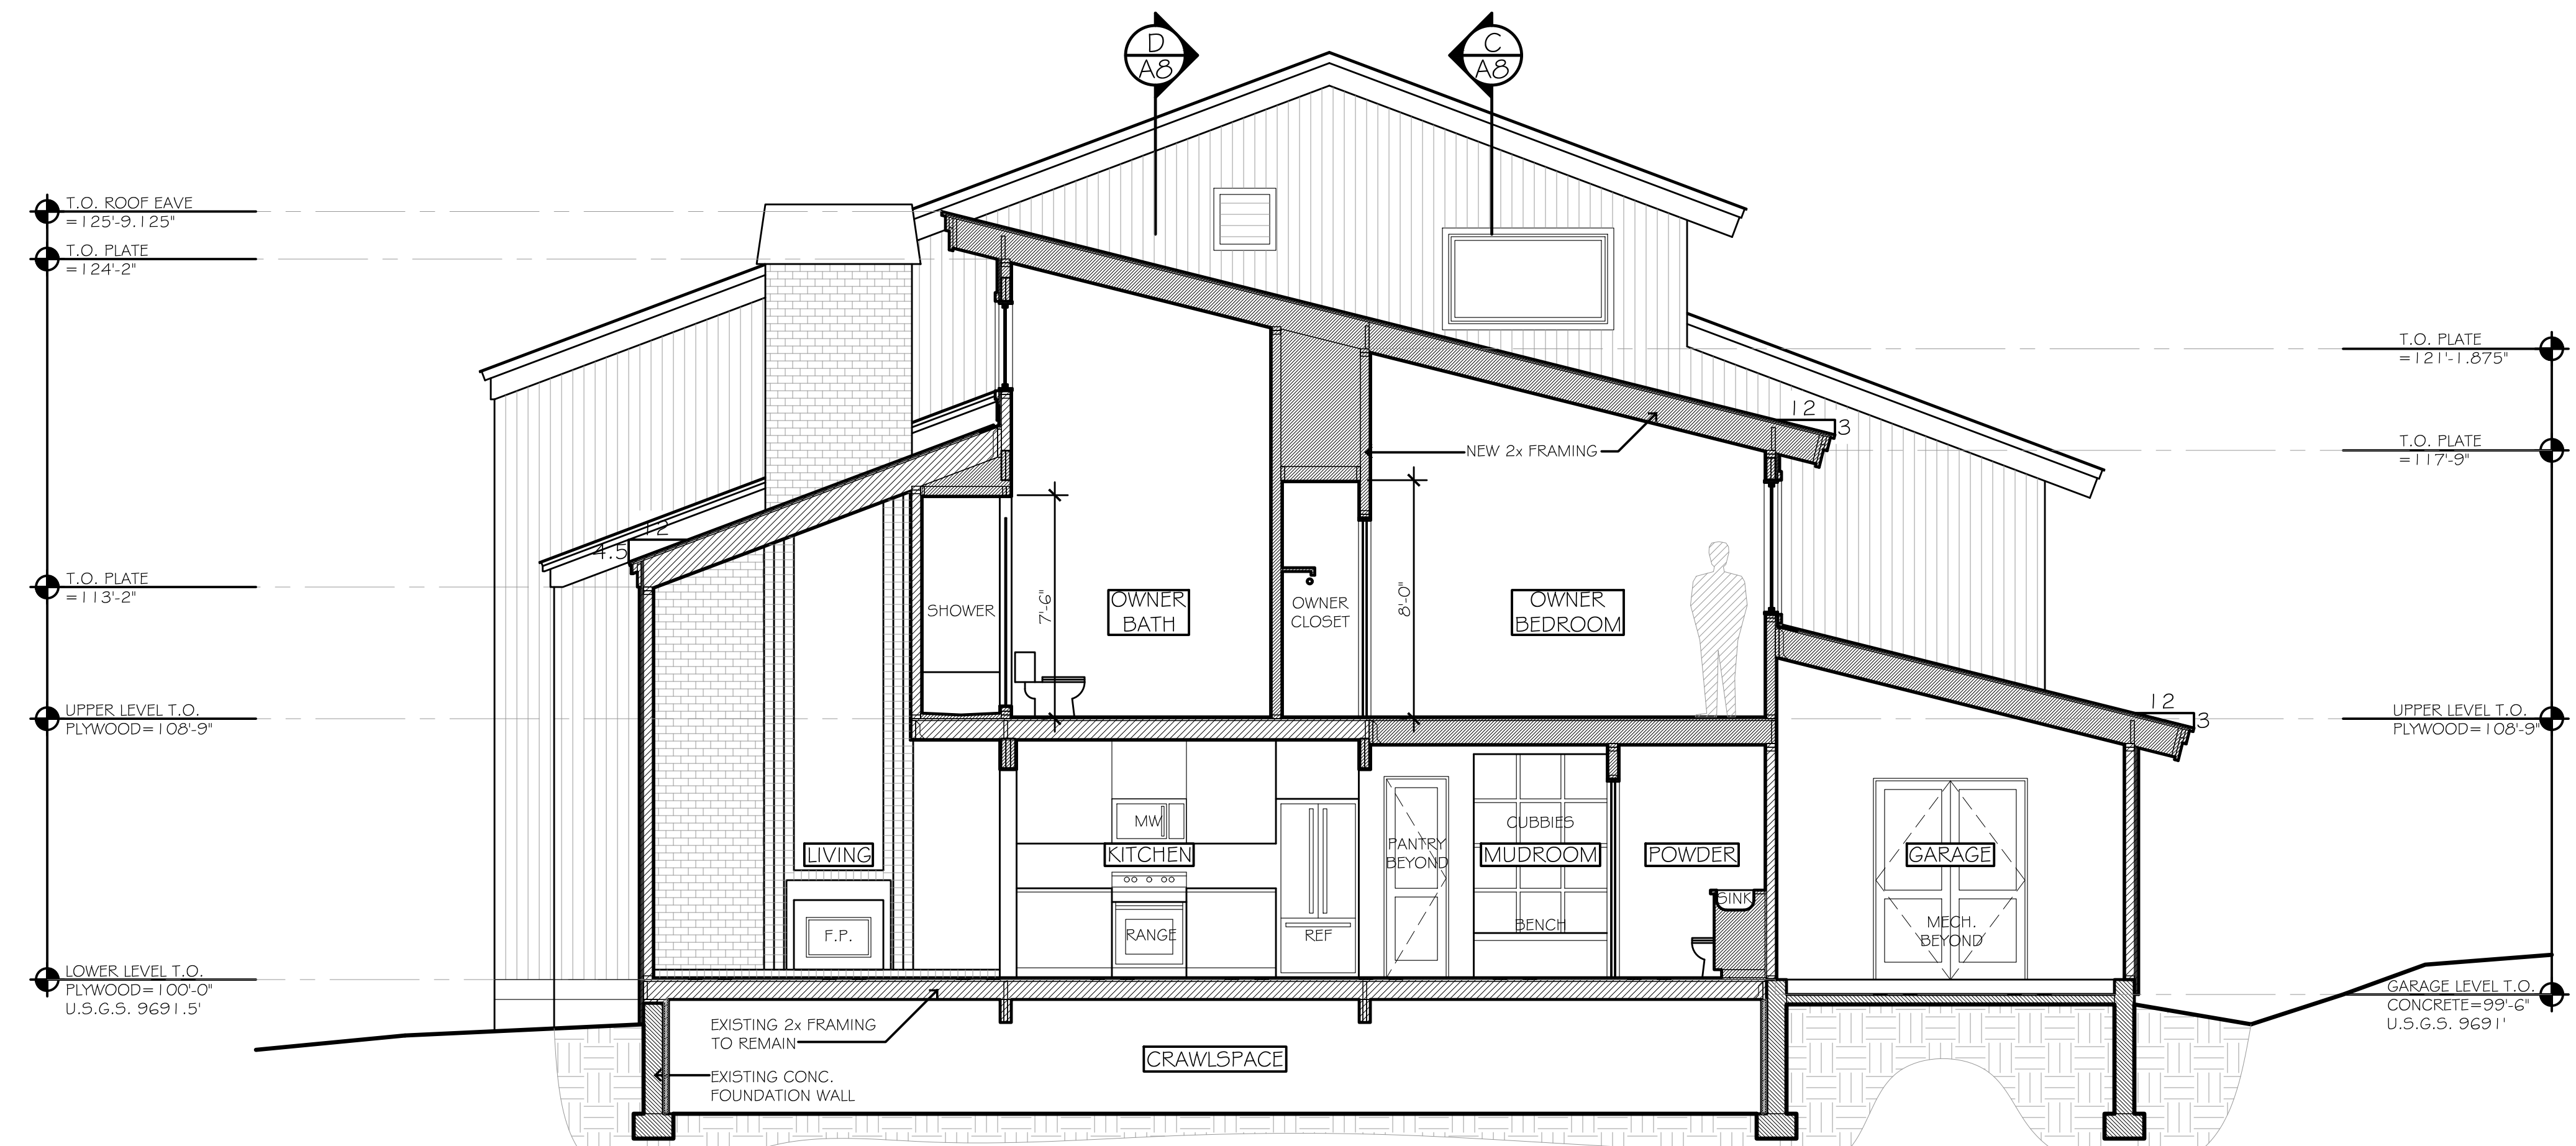 D
A8
C
A8
T.O. ROOF EAVE
=125'-9.125"
T.O. PLATE
=124'-2"
T.O. PLATE
=121'-1.875"
12
3
T.O. PLATE
=117'-9"
NEW 2x FRAMING
12
4.5
T.O. PLATE
=113'-2"
SHOWER
7'-6"
OWNER
BATH
OWNER
CLOSET
8'-0"
OWNER
BEDROOM
UPPER LEVEL T.O.
PLYWOOD=108'-9"
12
3
UPPER LEVEL T.O.
PLYWOOD=108'-9"
MW
CUBBIES
PANTRY
BEYOND
LIVING
KITCHEN
MUDROOM
POWDER
GARAGE
SINK
BENCH
MECH.
BEYOND
F.P.
RANGE
REF
LOWER LEVEL T.O.
PLYWOOD=100'-0"
U.S.G.S. 9691.5'
GARAGE LEVEL T.O.
CONCRETE=99'-6"
U.S.G.S. 9691'
EXISTING 2x FRAMING
TO REMAIN
CRAWLSPACE
EXISTING CONC.
FOUNDATION WALL